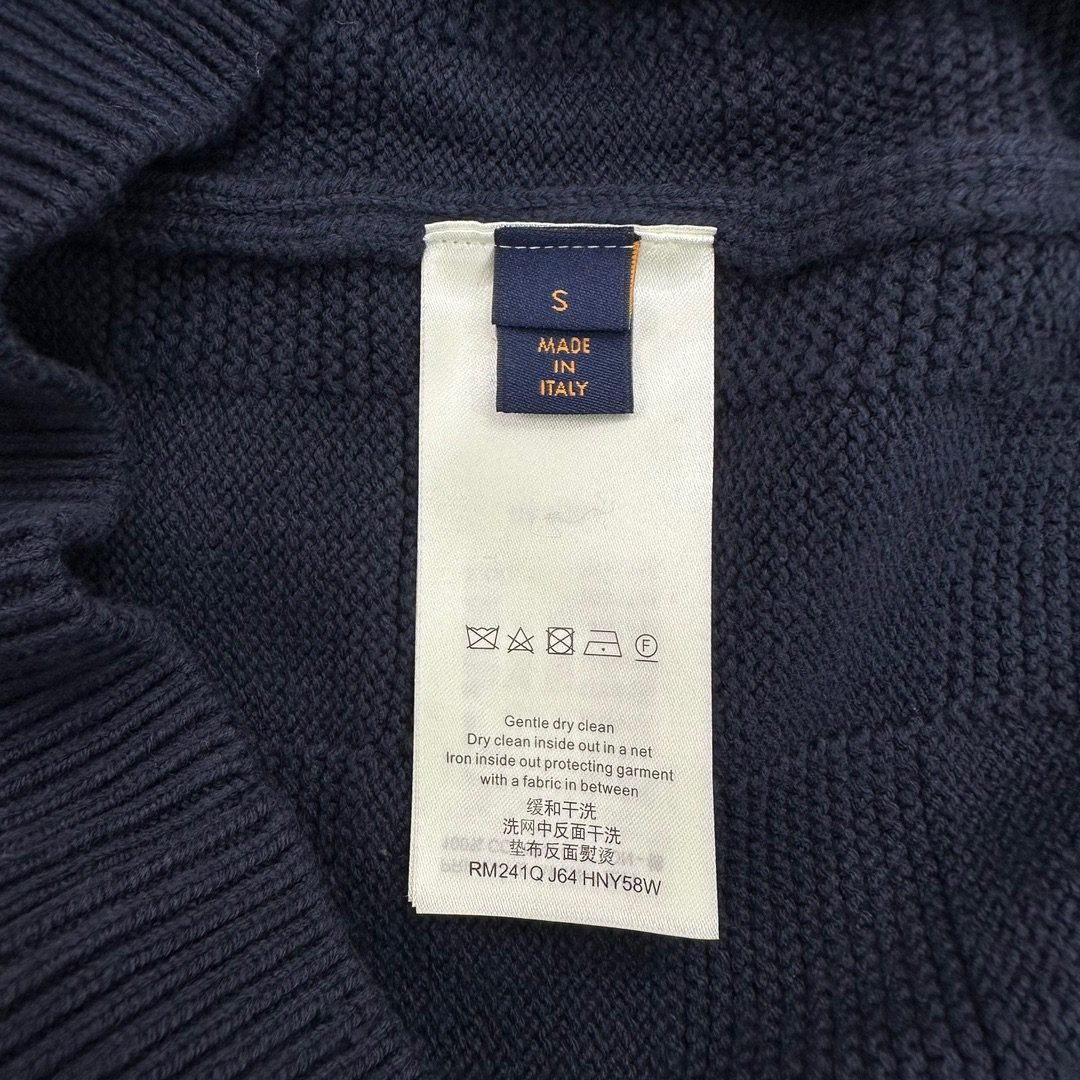 S
MADE
IN
ITALY
F
Gentle dry clean
Dry clean inside out in a net
Iron inside out protecting garment
with a fabric in between
缓和干洗
洗网中反面干洗
垫布反面熨烫
RM241Q J64 HNY58W